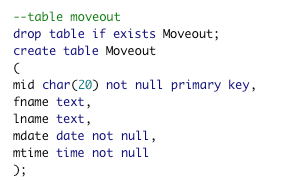 --table moveout
drop table if exists Moveout;
create table Moveout
(
mid char(20) not null primary key,
fname text,
lname text,
mdate date not null,
mtime time not null
);